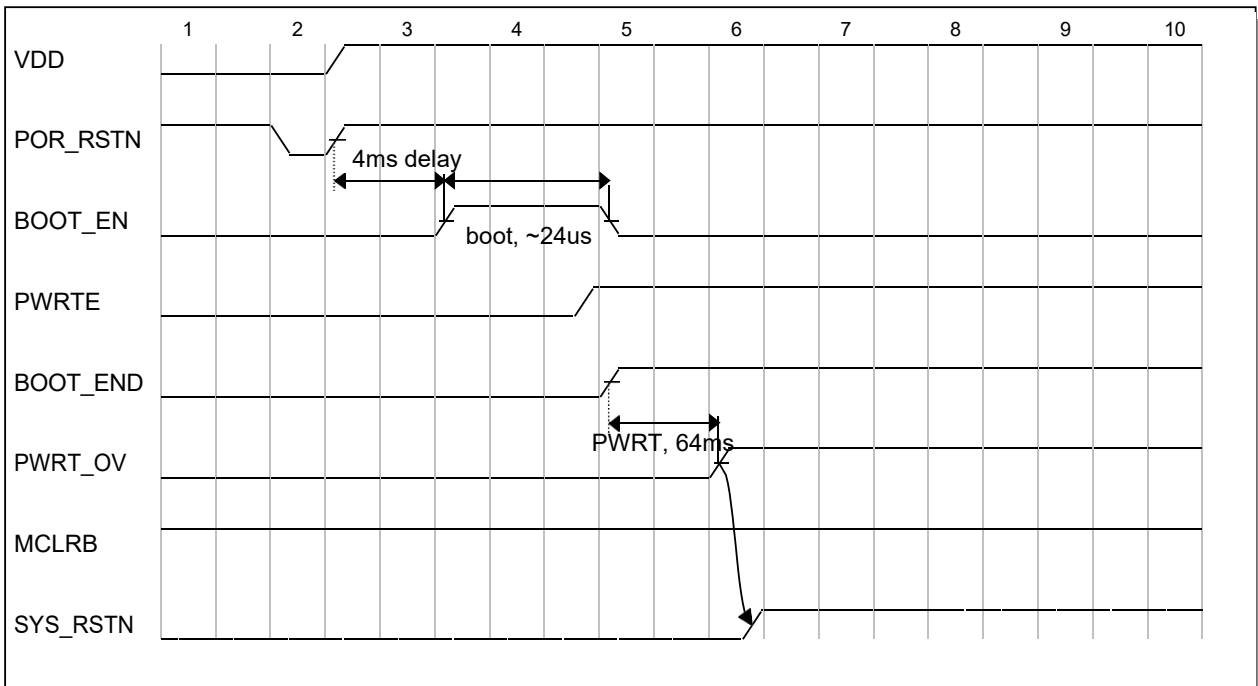 1 2 3 4 5 6 7 8 9 10
VDD
POR_RSTN
4ms delay
BOOT_EN
boot, ~24us
PWRTE
BOOT_END
PWRT, 64ms
PWRT_OV
MCLRB
SYS_RSTN